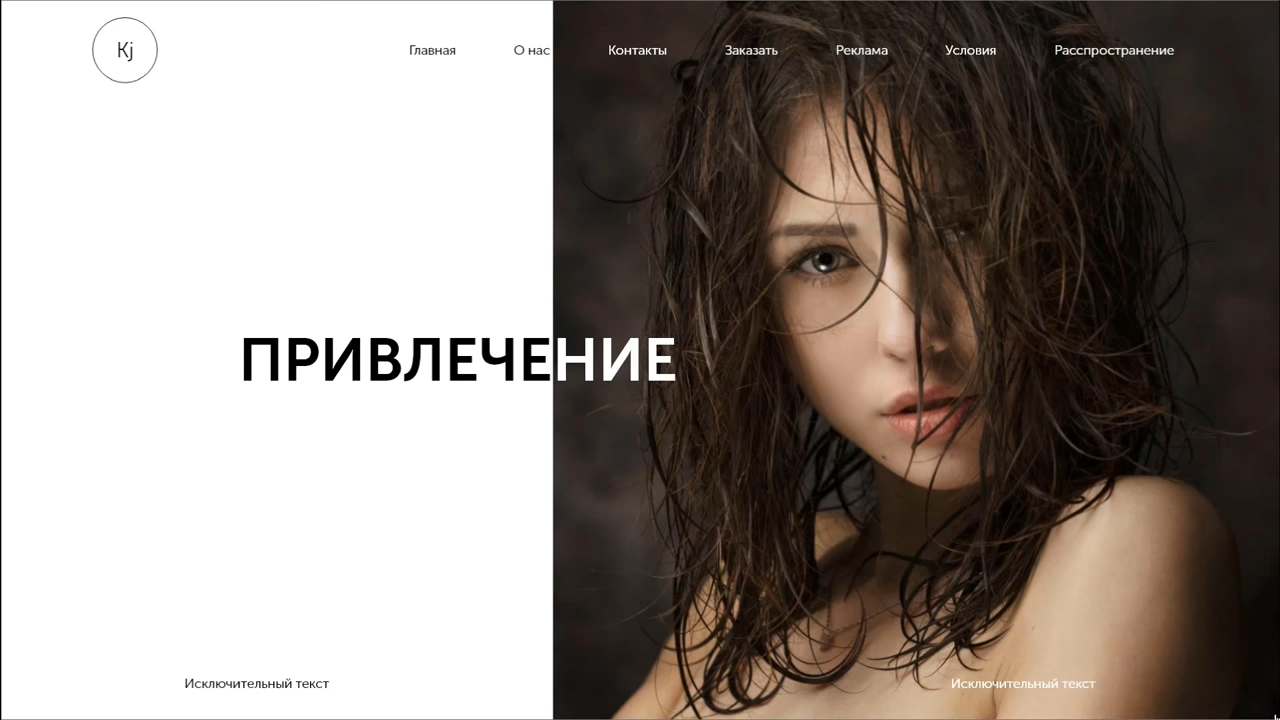 Kj
Главная О нас Контакты Заказать Реклама Условия Расспространение
ПРИВЛЕЧЕНИЕ
Исключительный текст Исключительный текст